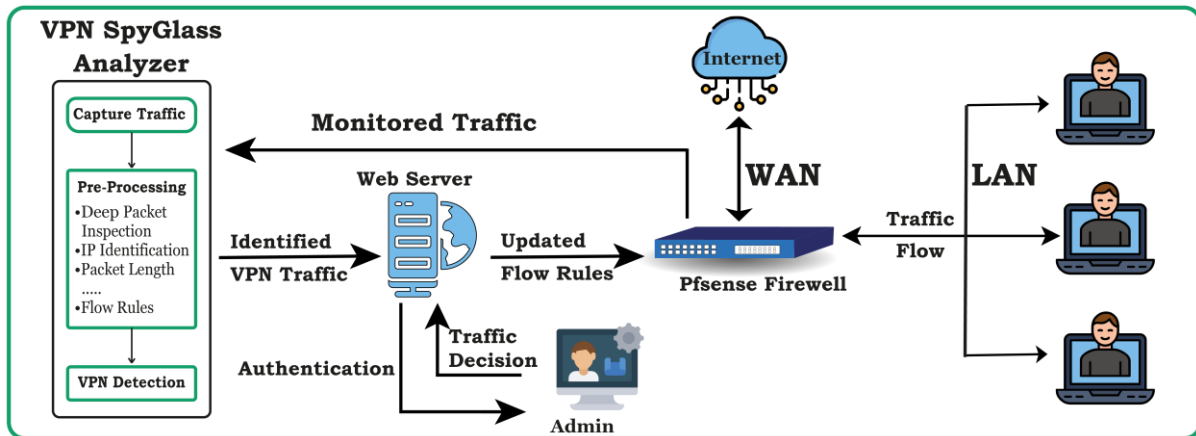 VPN SpyGlass
Analyzer
Capture Traffic
Pre-Processing
•Deep Packet
Inspection
•IP Identification
•Packet Length
.....
•Flow Rules
VPN Detection
Monitored Traffic
Web Server
Identified
VPN Traffic
Updated
Flow Rules
Authentication
Traffic
Decision
Admin
Internet
WAN
Pfsense Firewell
Traffic
Flow
LAN